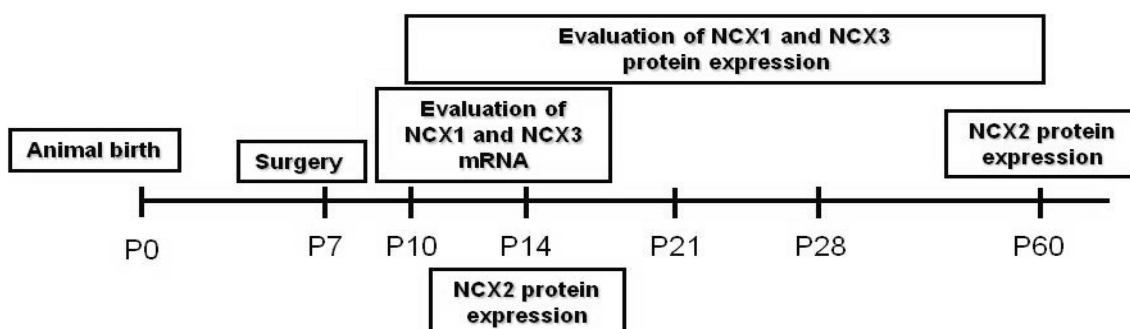 Evaluation of NCX1 and NCX3
protein expression
Evaluation of
NCX1 and NCX3
mRNA
Animal birth
Surgery
NCX2 protein
expression
P0
P7
P10
P14
P21
P28
P60
NCX2 protein
expression